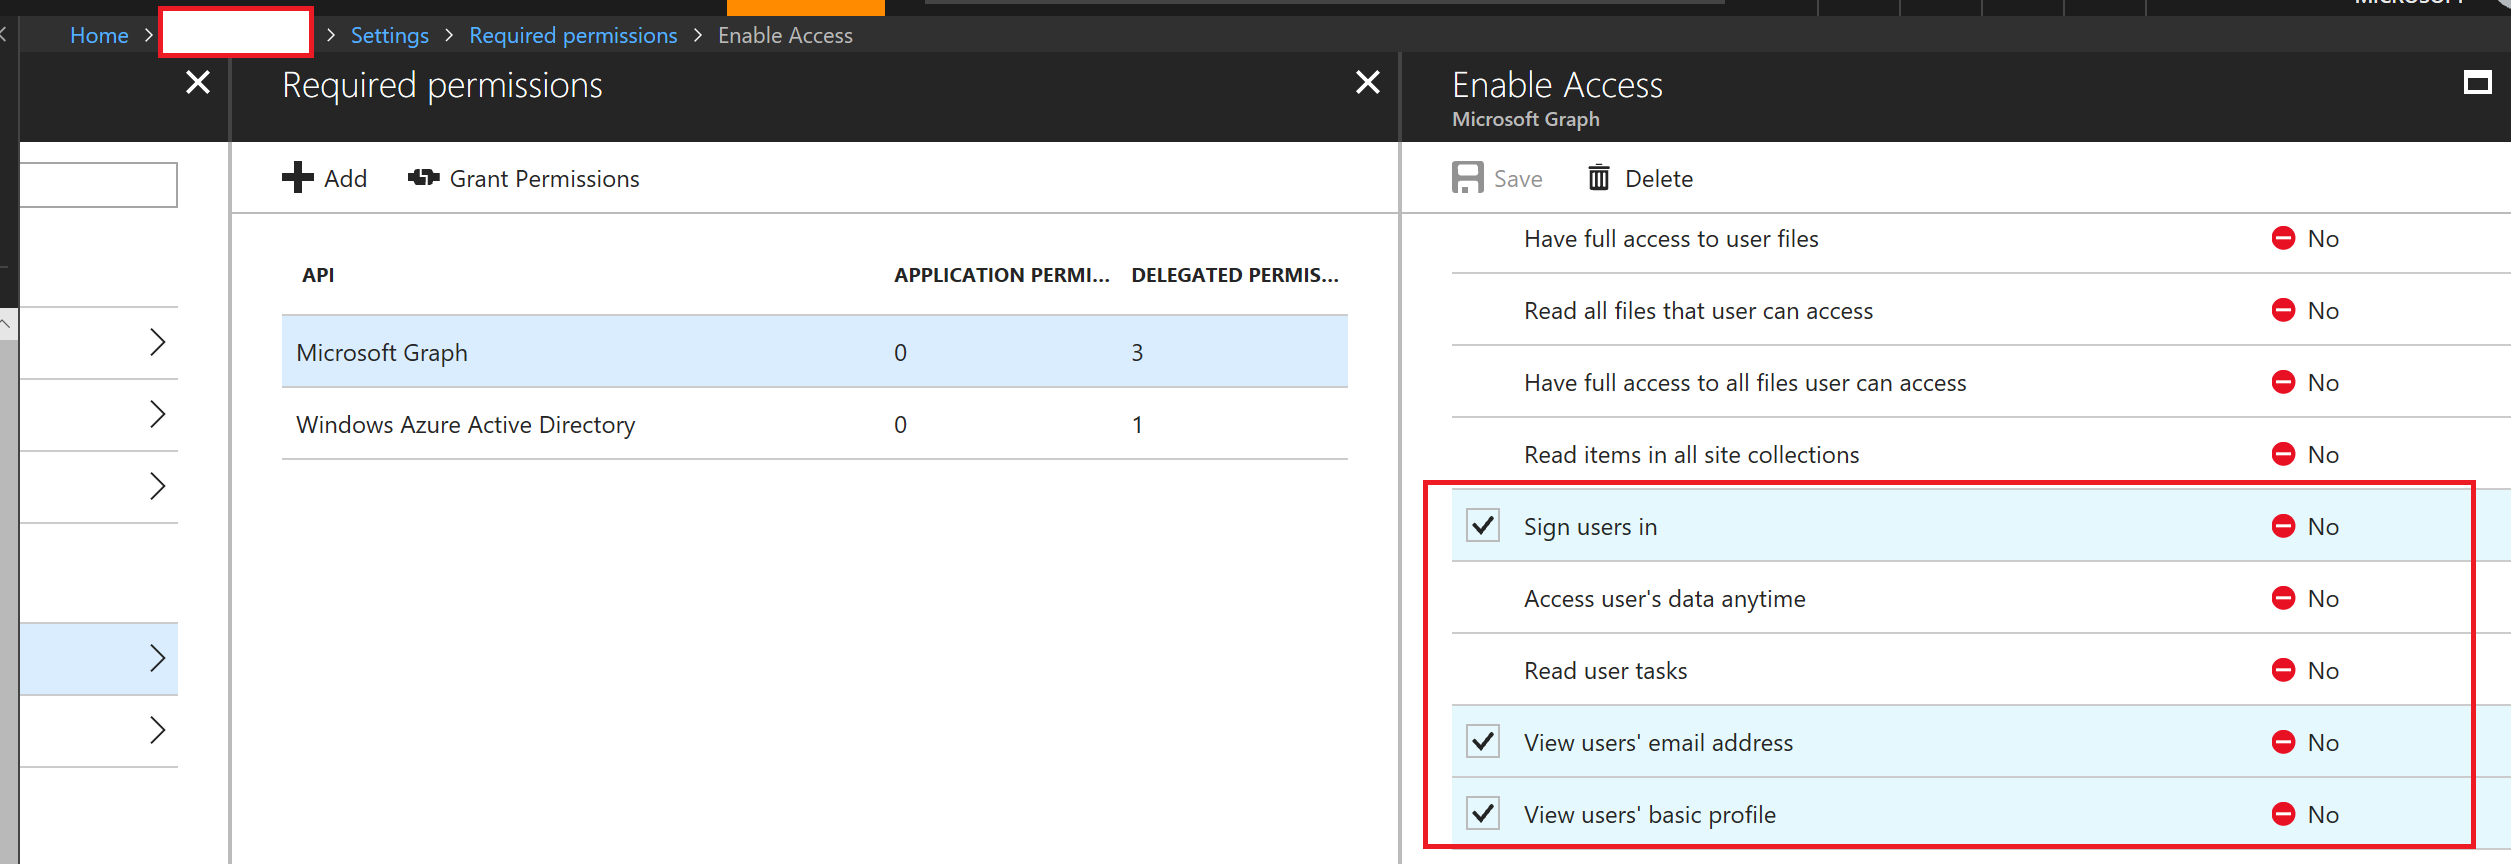 MICROSOFT
Home > > Settings > Required permissions > Enable Access
Required permissions
Enable Access
Microsoft Graph
Add Grant Permissions
Save Delete
API APPLICATION PERMI... DELEGATED PERMIS...
Microsoft Graph 0 3
Windows Azure Active Directory 0 1
Have full access to user files No
Read all files that user can access No
Have full access to all files user can access No
Read items in all site collections No
Sign users in No
Access user's data anytime No
Read user tasks No
View users' email address No
View users' basic profile No